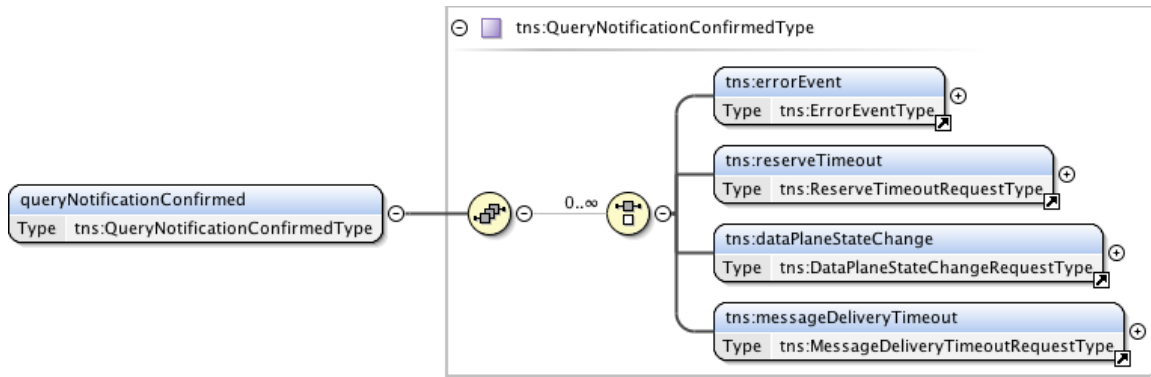 tns:QueryNotificationConfirmedType
tns:errorEvent
Type tns:ErrorEventType
tns:reserveTimeout
Type tns:ReserveTimeoutRequestType
queryNotificationConfirmed
Type tns:QueryNotificationConfirmedType
0..∞
tns:dataPlaneStateChange
Type tns:DataPlaneStateChangeRequestType
tns:messageDeliveryTimeout
Type tns:MessageDeliveryTimeoutRequestType